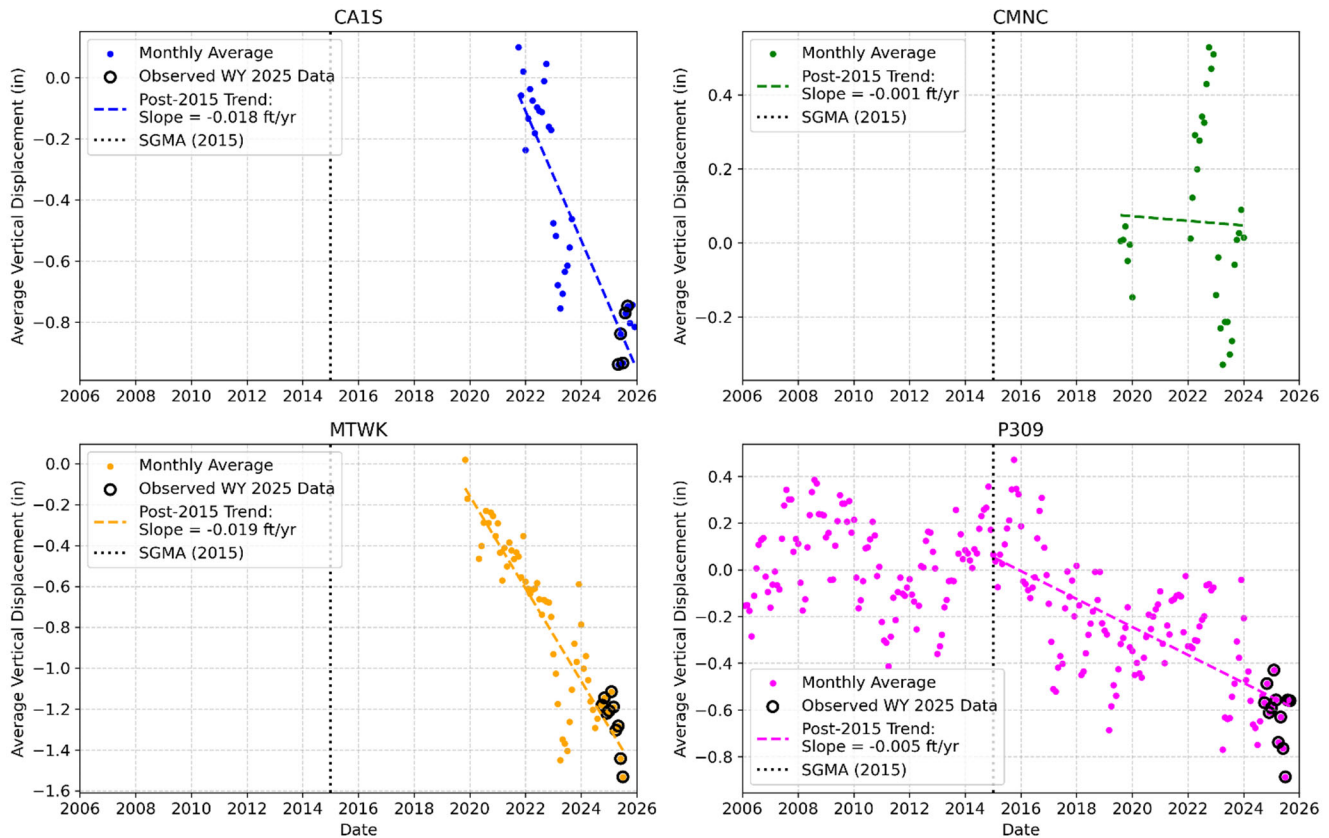 CA1S
Average Vertical Displacement (in)
0.0
−0.2
−0.4
−0.6
−0.8
Monthly Average
Observed WY 2025 Data
Post-2015 Trend:
Slope = -0.018 ft/yr
SGMA (2015)
2006 2008 2010 2012 2014 2016 2018 2020 2022 2024 2026
CMNC
Average Vertical Displacement (in)
0.4
0.2
0.0
−0.2
Monthly Average
Post-2015 Trend:
Slope = -0.001 ft/yr
SGMA (2015)
2006 2008 2010 2012 2014 2016 2018 2020 2022 2024 2026
MTWK
Average Vertical Displacement (in)
0.0
−0.2
−0.4
−0.6
−0.8
−1.0
−1.2
−1.4
−1.6
Monthly Average
Observed WY 2025 Data
Post-2015 Trend:
Slope = -0.019 ft/yr
SGMA (2015)
2006 2008 2010 2012 2014 2016 2018 2020 2022 2024 2026
Date
P309
Average Vertical Displacement (in)
0.4
0.2
0.0
−0.2
−0.4
−0.6
−0.8
Monthly Average
Observed WY 2025 Data
Post-2015 Trend:
Slope = -0.005 ft/yr
SGMA (2015)
2006 2008 2010 2012 2014 2016 2018 2020 2022 2024 2026
Date